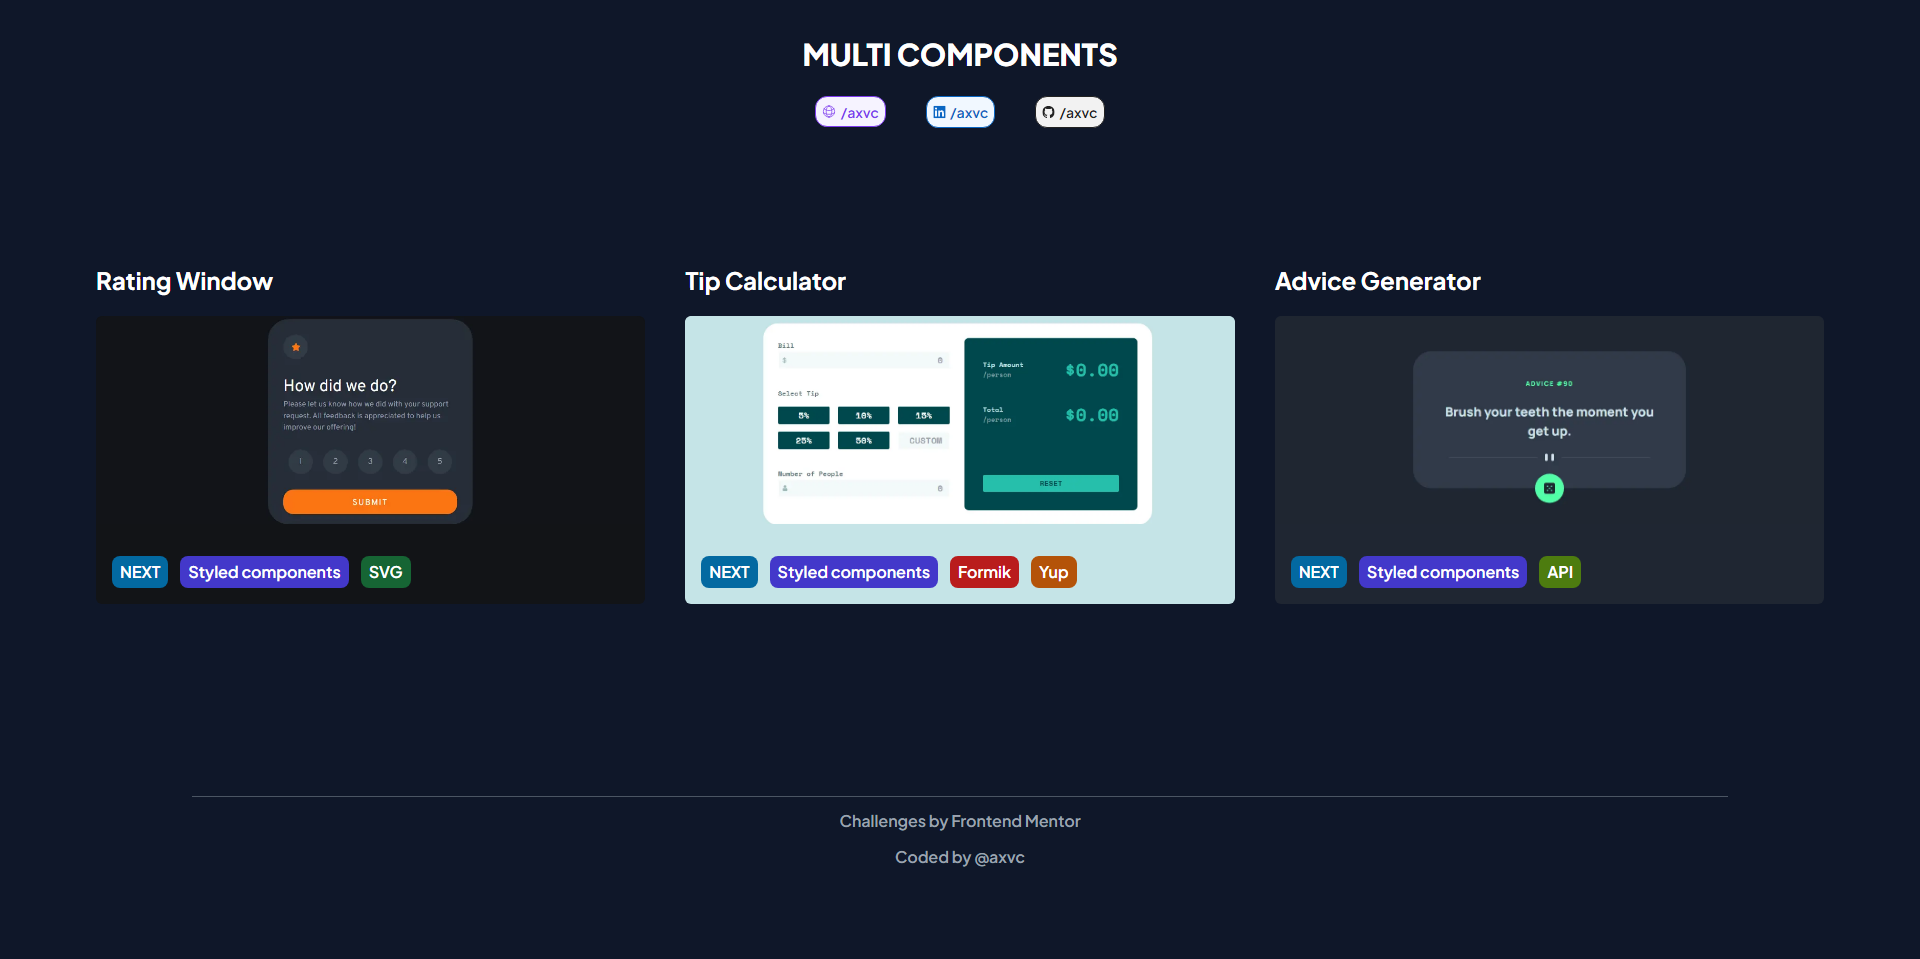 MULTI COMPONENTS
/axvc
/axvc
/axvc
Rating Window
How did we do?
Please let us know how we did with your support
request. All feedback is appreciated to help us
improve our offering!
1 2 3 4 5
SUBMIT
NEXT Styled components SVG
Tip Calculator
Bill
$ 0
Select Tip
5% 10% 15%
25% 50% CUSTOM
Number of People
0
Tip Amount
/person
$0.00
Total
/person
$0.00
RESET
NEXT Styled components Formik Yup
Advice Generator
ADVICE #90
Brush your teeth the moment you
get up.
NEXT Styled components API
Challenges by Frontend Mentor
Coded by @axvc